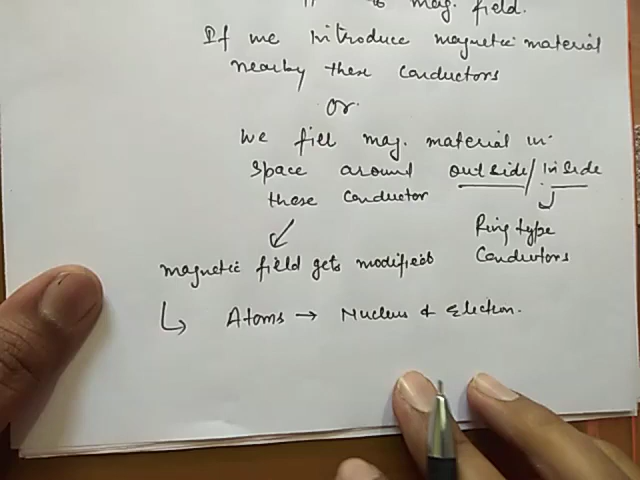 to mag. field.
If we introduce magnetic material
nearby these conductors
or
we fill mag. material in
space around outside/inside
these conductor
Ring type
Conductors
magnetic field gets modified
Atoms → Nucleus & Electron.